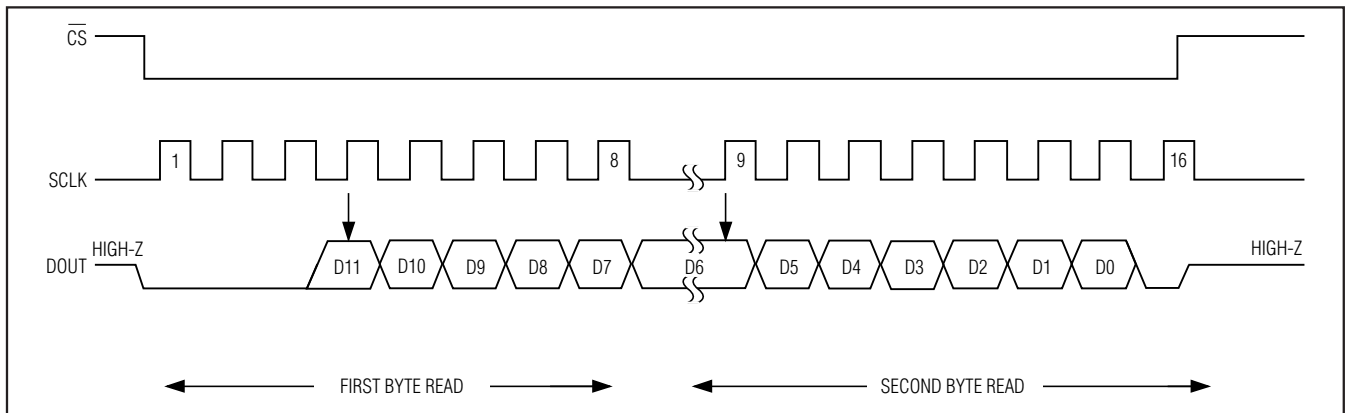 CS
1 8 9 16
SCLK
HIGH-Z HIGH-Z
DOUT D11 D10 D9 D8 D7 D6 D5 D4 D3 D2 D1 D0
FIRST BYTE READ SECOND BYTE READ